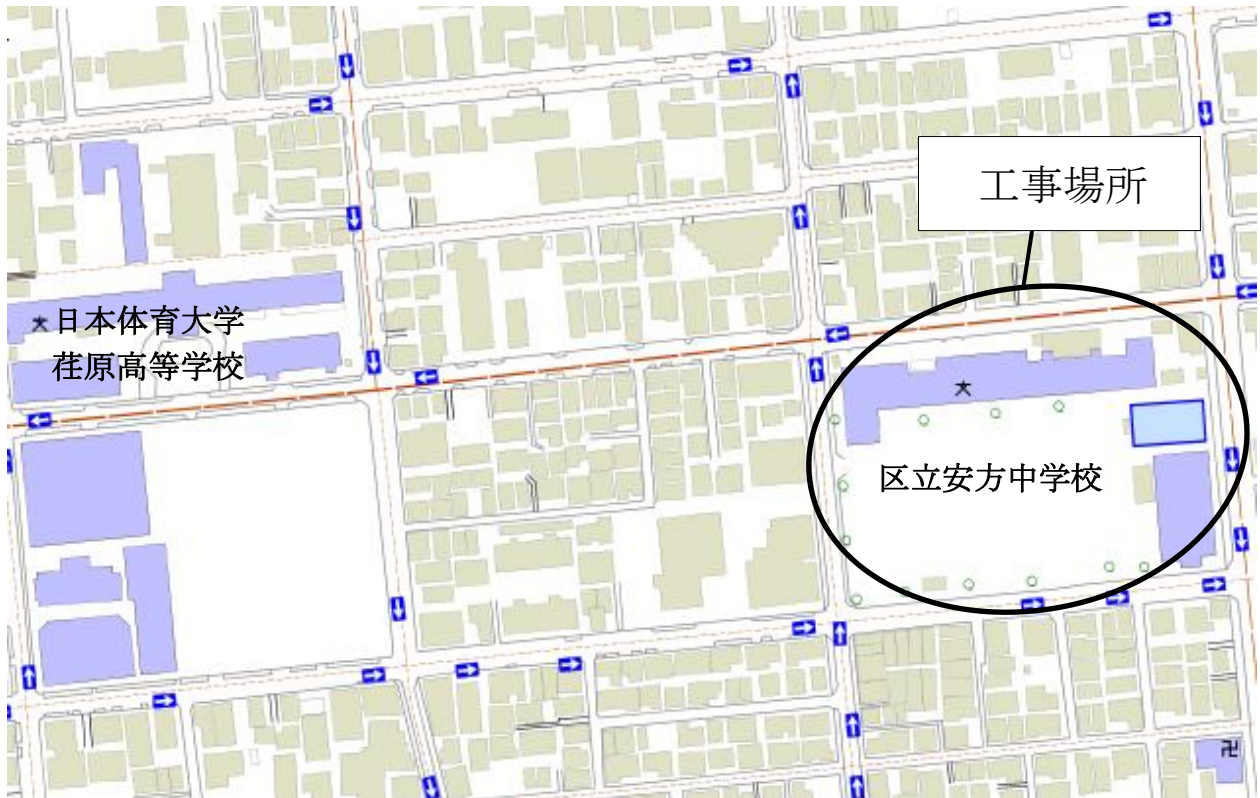 工事場所
日本体育大学
荏原高等学校
区立安方中学校